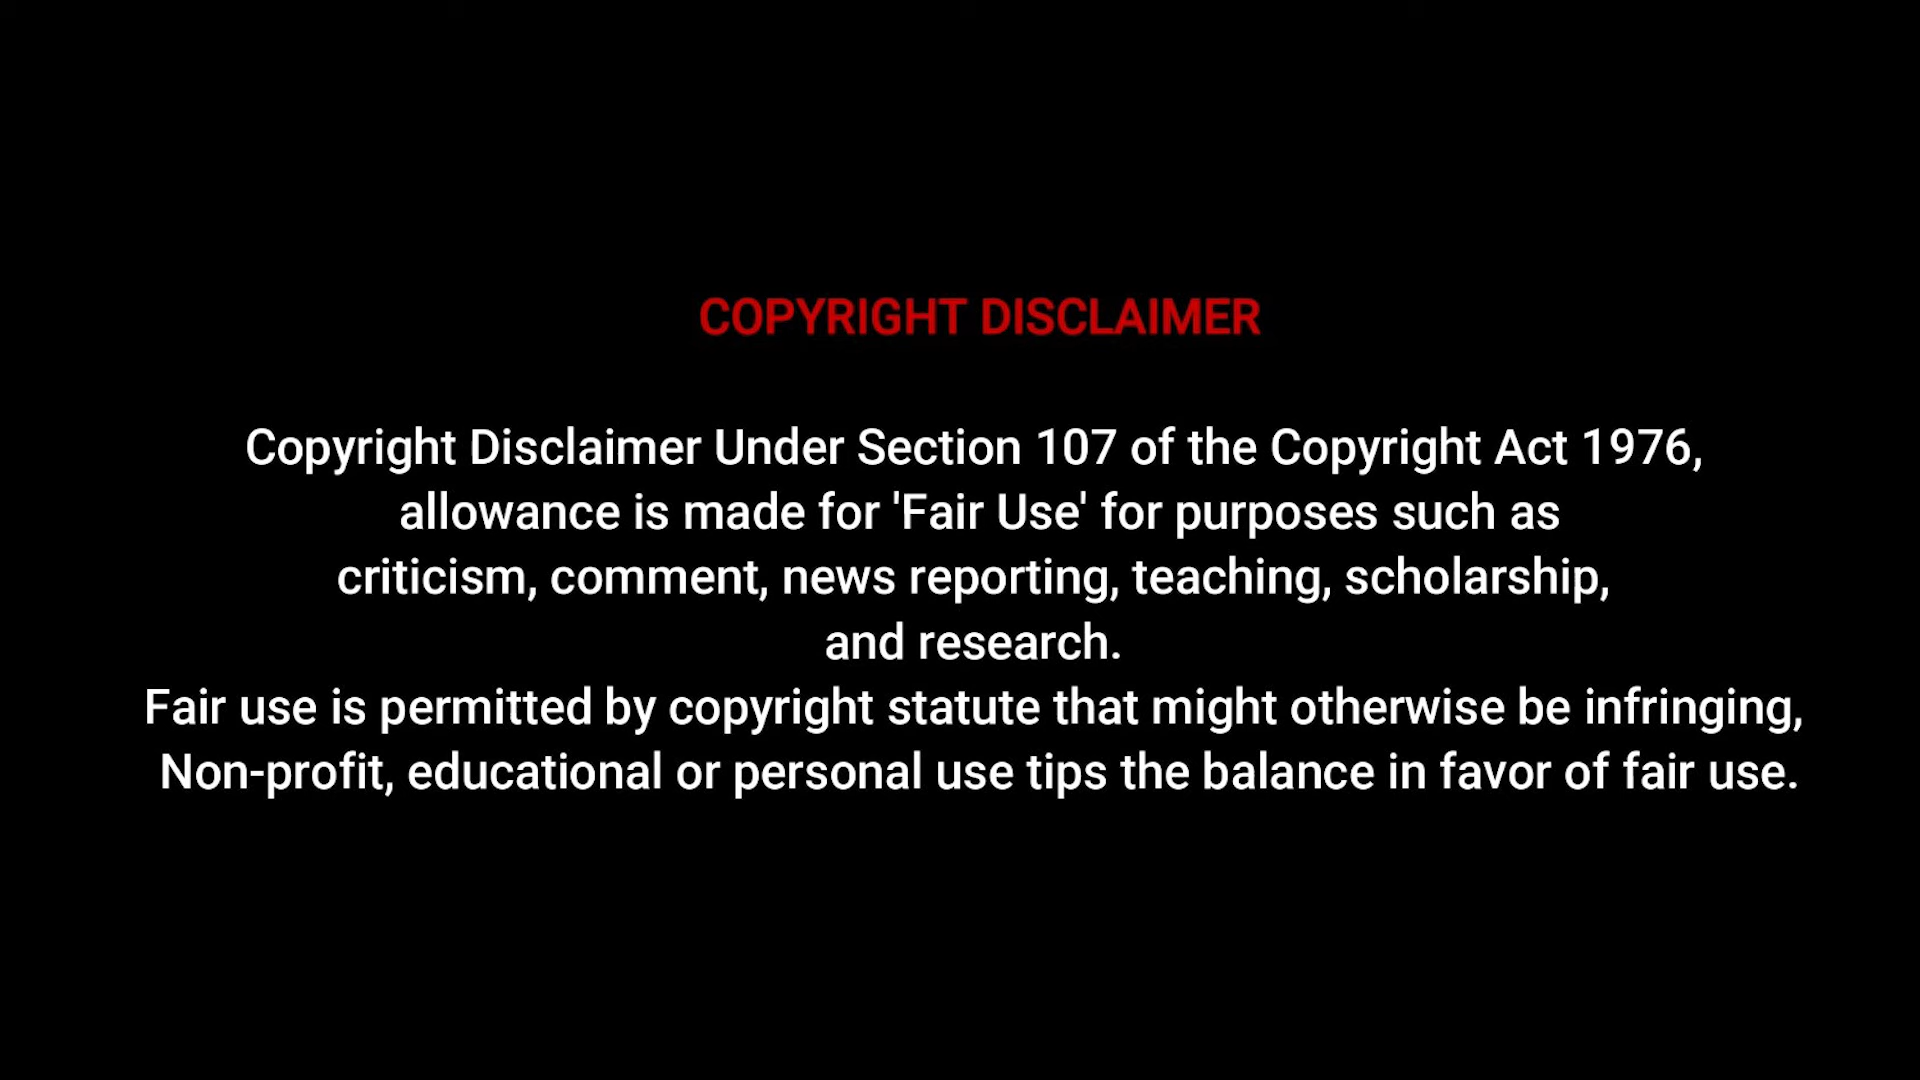 COPYRIGHT DISCLAIMER
Copyright Disclaimer Under Section 107 of the Copyright Act 1976,
allowance is made for 'Fair Use' for purposes such as
criticism, comment, news reporting, teaching, scholarship,
and research.
Fair use is permitted by copyright statute that might otherwise be infringing,
Non-profit, educational or personal use tips the balance in favor of fair use.